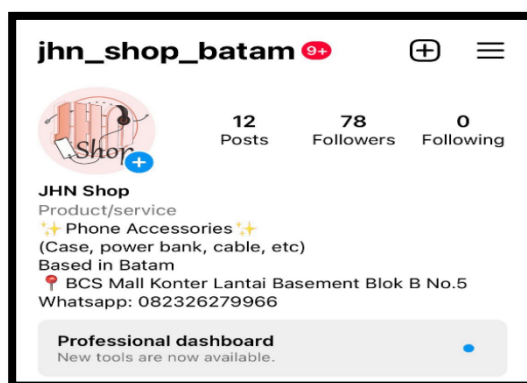 jhn_shop_batam 9+
Shop
12 78 0
Posts Followers Following
JHN Shop
Product/service
✨ Phone Accessories ✨
(Case, power bank, cable, etc)
Based in Batam
📍 BCS Mall Konter Lantai Basement Blok B No.5
Whatsapp: 082326279966
Professional dashboard
New tools are now available.